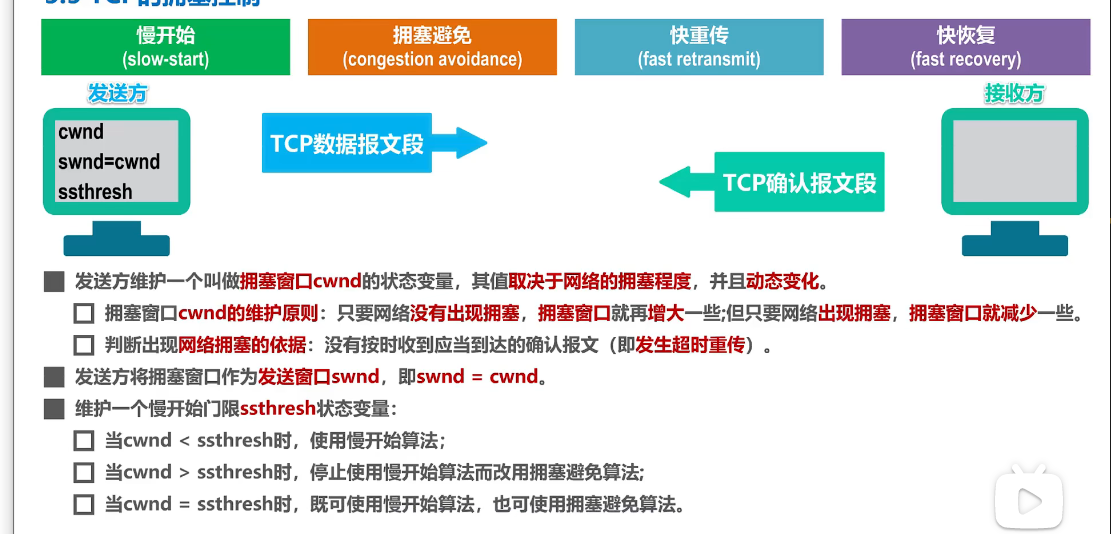 5.5 TCP的拥塞控制
慢开始
(slow-start)
拥塞避免
(congestion avoidance)
快重传
(fast retransmit)
快恢复
(fast recovery)
发送方
接收方
cwnd
swnd=cwnd
ssthresh
TCP数据报文段
TCP确认报文段
发送方维护一个叫做拥塞窗口cwnd的状态变量，其值取决于网络的拥塞程度，并且动态变化。
拥塞窗口cwnd的维护原则：只要网络没有出现拥塞，拥塞窗口就再增大一些;但只要网络出现拥塞，拥塞窗口就减少一些。
判断出现网络拥塞的依据：没有按时收到应当到达的确认报文（即发生超时重传）。
发送方将拥塞窗口作为发送窗口swnd，即swnd = cwnd。
维护一个慢开始门限ssthresh状态变量：
当cwnd < ssthresh时，使用慢开始算法；
当cwnd > ssthresh时，停止使用慢开始算法而改用拥塞避免算法;
当cwnd = ssthresh时，既可使用慢开始算法，也可使用拥塞避免算法。